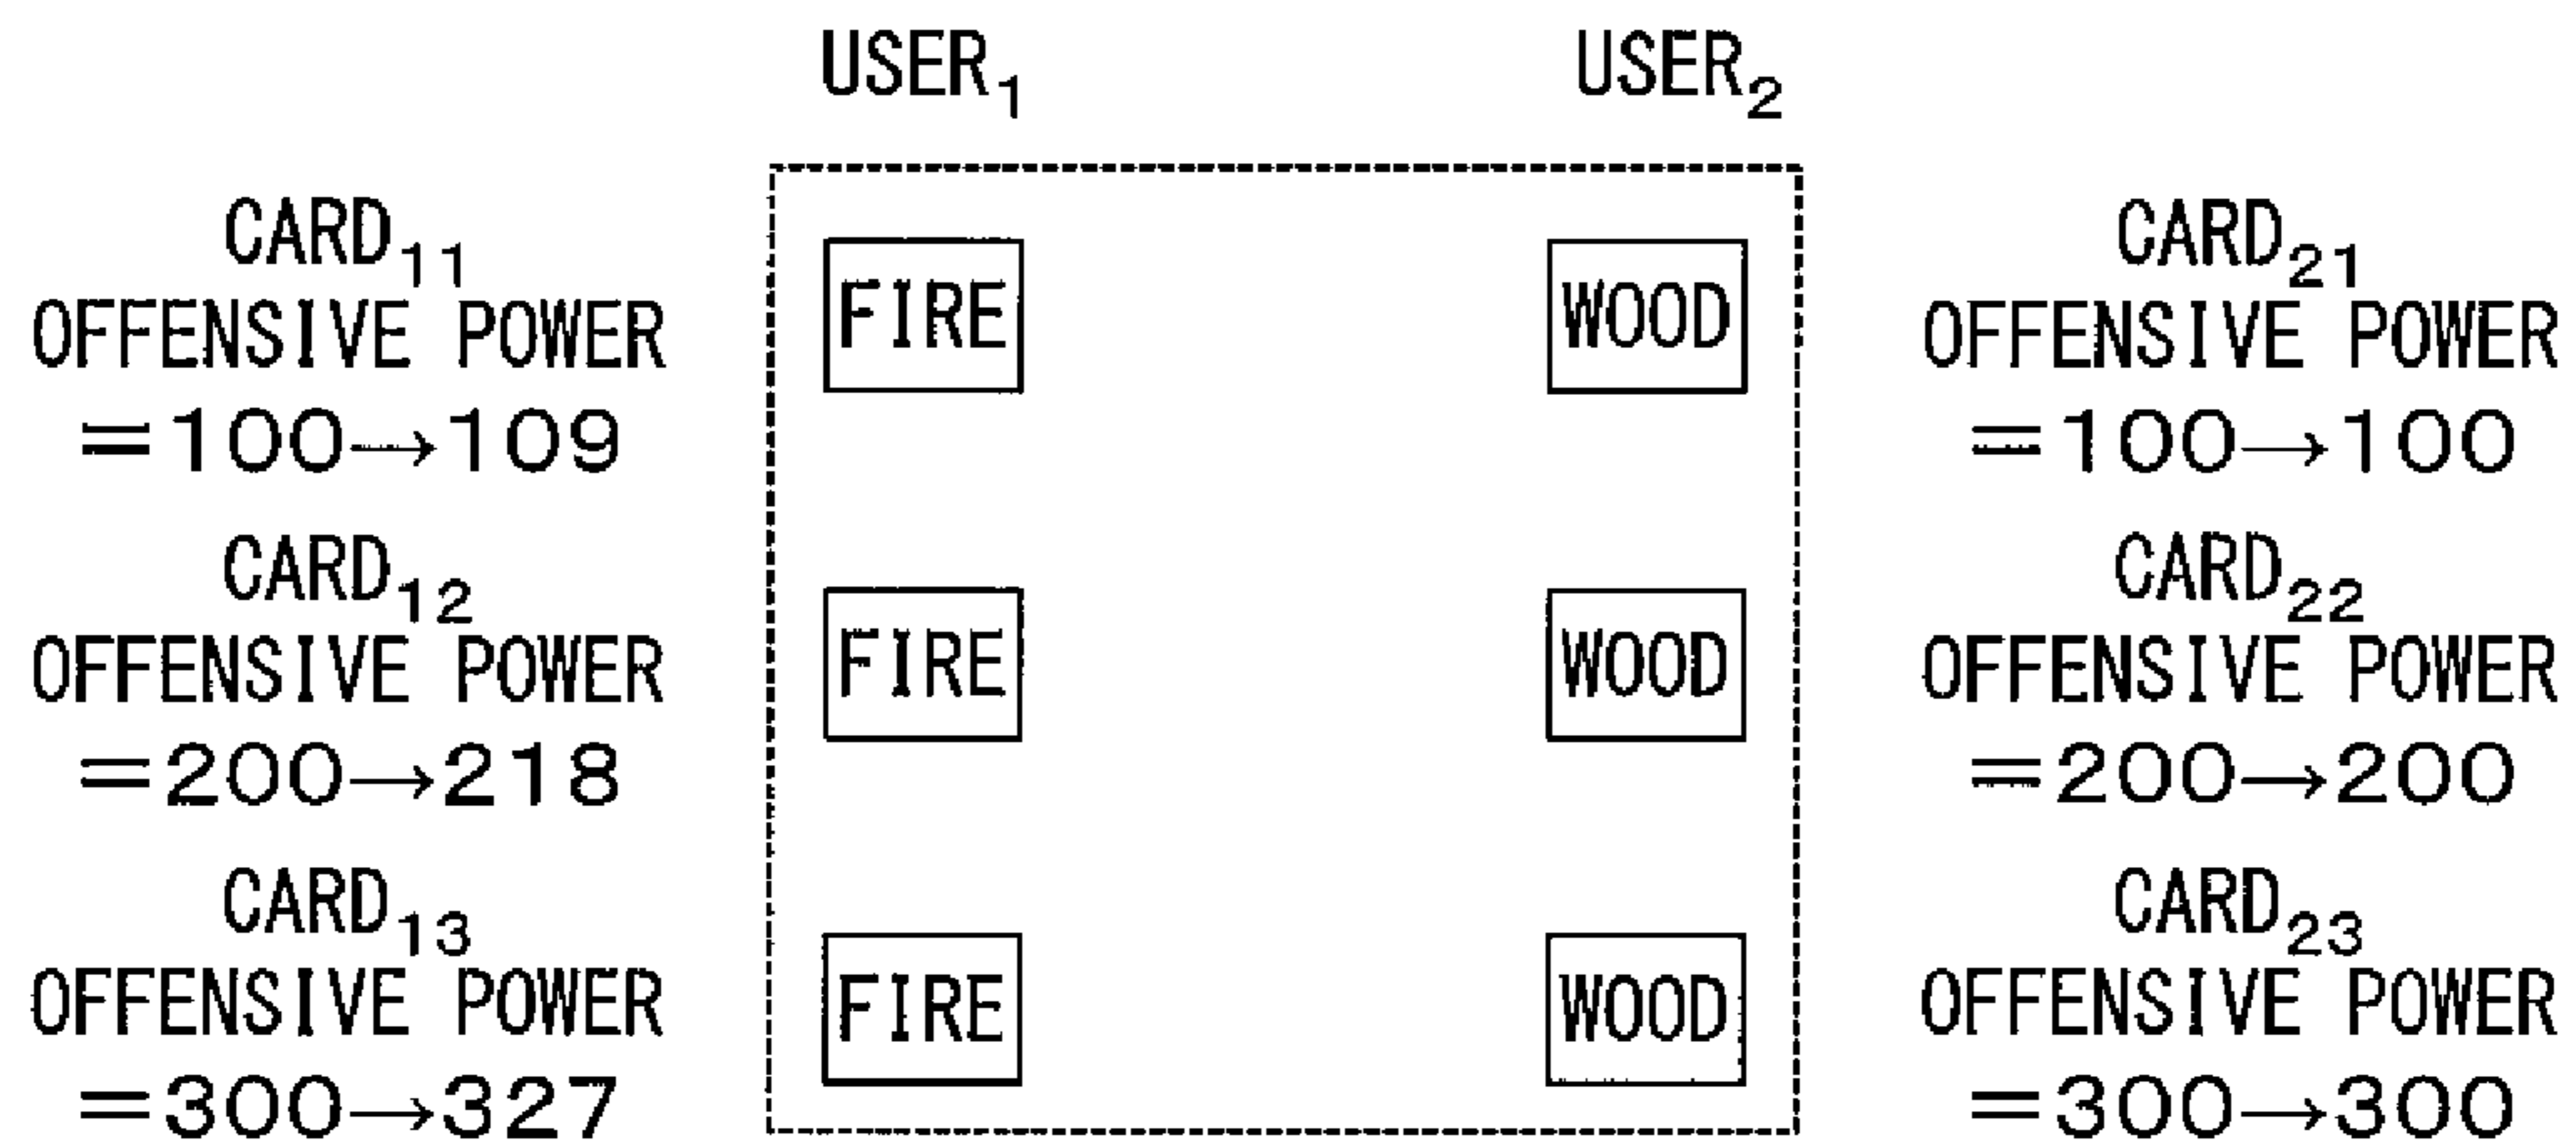 USER₁ USER₂
CARD₁₁
OFFENSIVE POWER
=100→109
FIRE
WOOD
CARD₂₁
OFFENSIVE POWER
=100→100
CARD₁₂
OFFENSIVE POWER
=200→218
FIRE
WOOD
CARD₂₂
OFFENSIVE POWER
=200→200
CARD₁₃
OFFENSIVE POWER
=300→327
FIRE
WOOD
CARD₂₃
OFFENSIVE POWER
=300→300